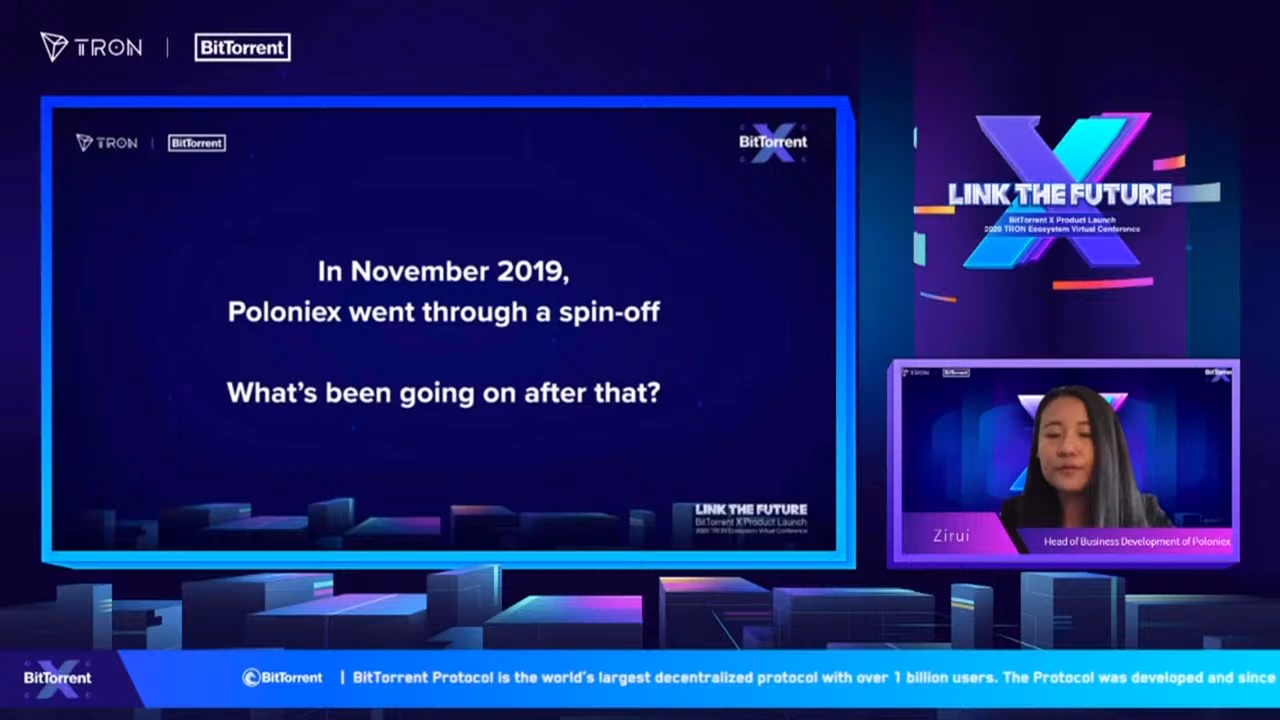 TRON | BitTorrent
TRON | BitTorrent
BitTorrent
In November 2019,
Poloniex went through a spin-off
What's been going on after that?
LINK THE FUTURE
BitTorrent X Product Launch
2020 TRON Ecosystem Virtual Conference
X
LINK THE FUTURE
BitTorrent X Product Launch
2020 TRON Ecosystem Virtual Conference
TRON | BitTorrent
Zirui
Head of Business Development of Poloniex
BitTorrent
BitTorrent | BitTorrent Protocol is the world's largest decentralized protocol with over 1 billion users. The Protocol was developed and since